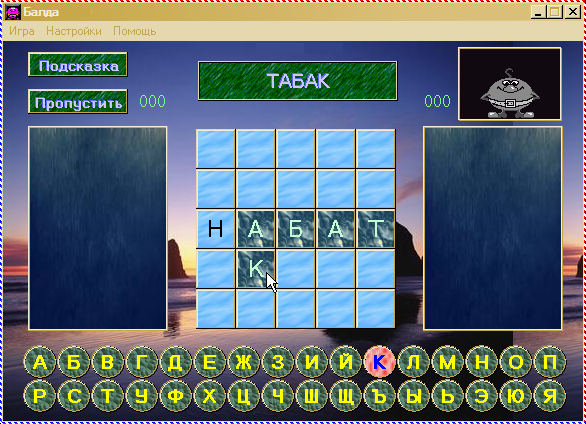 Балда
Игра Настройки Помощь
Подсказка
ТАБАК
Пропустить 000
000
Н А Б А Т
К
А Б В Г Д Е Ж З И Й К Л М Н О П
Р С Т У Ф Х Ц Ч Ш Щ Ъ Ы Ь Э Ю Я